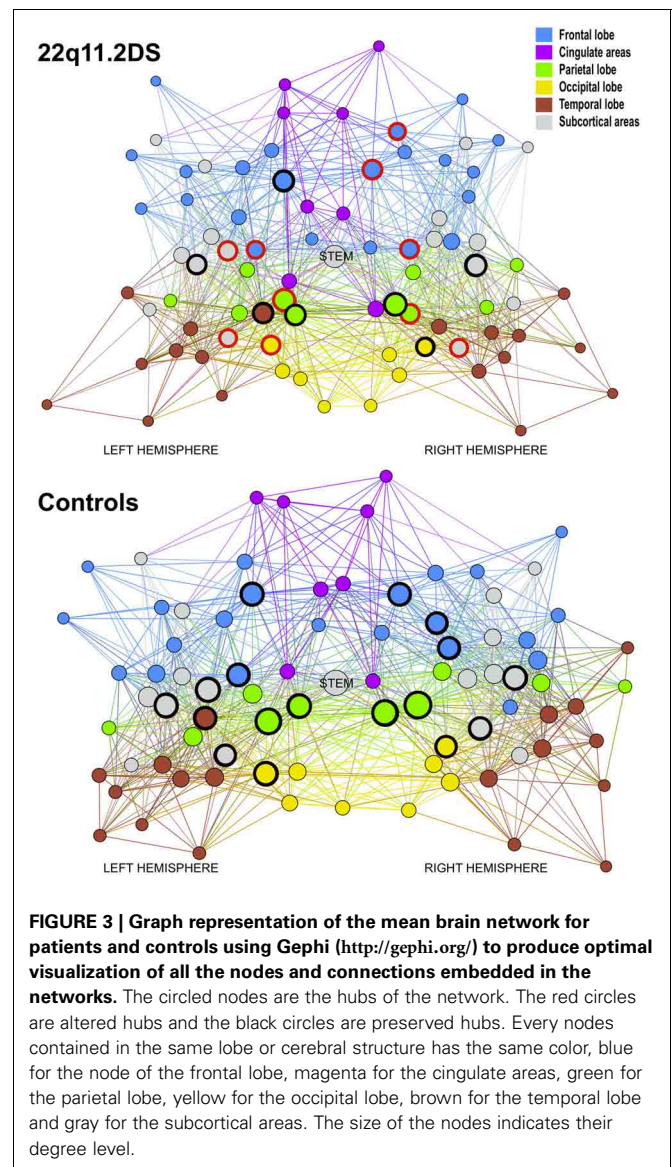 22q11.2DS
Frontal lobe
Cingulate areas
Parietal lobe
Occipital lobe
Temporal lobe
Subcortical areas
STEM
LEFT HEMISPHERE
RIGHT HEMISPHERE
Controls
STEM
LEFT HEMISPHERE
RIGHT HEMISPHERE
FIGURE 3 | Graph representation of the mean brain network for
patients and controls using Gephi (http://gephi.org/) to produce optimal
visualization of all the nodes and connections embedded in the
networks. The circled nodes are the hubs of the network. The red circles
are altered hubs and the black circles are preserved hubs. Every nodes
contained in the same lobe or cerebral structure has the same color, blue
for the node of the frontal lobe, magenta for the cingulate areas, green for
the parietal lobe, yellow for the occipital lobe, brown for the temporal lobe
and gray for the subcortical areas. The size of the nodes indicates their
degree level.